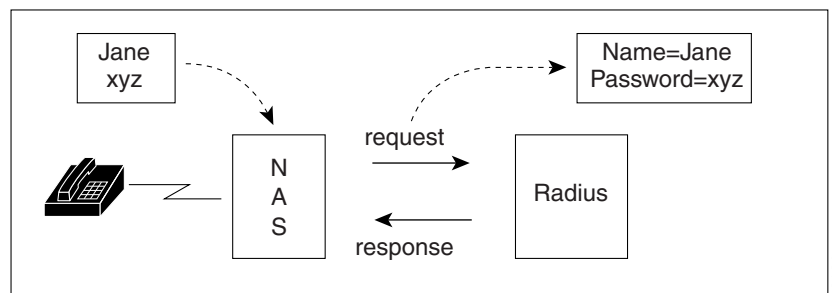 Jane
xyz
Name=Jane
Password=xyz
request
N
A
S
Radius
response